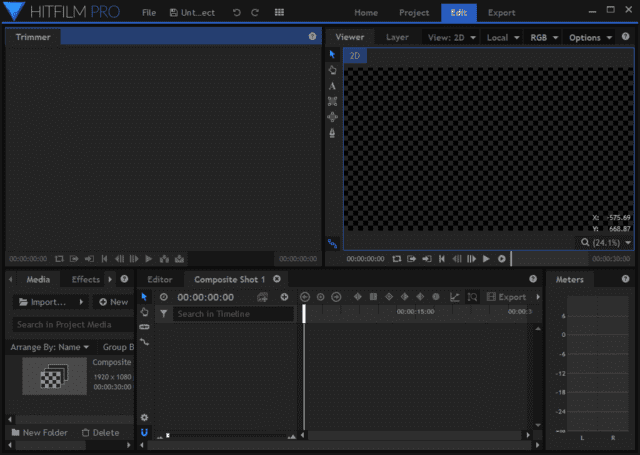 HITFILM PRO File Unt...ect Home Project Edit Export
Trimmer
Viewer Layer View: 2D Local RGB Options
2D
A
X: -575.69
Y: 668.87
(24.1%)
00:00:00:00 00:00:00:00
00:00:00:00 00:00:30:00
Media Effects
Import... New
Search in Project Media
Arrange By: Name Group B
Composite
1920 x 1080
00:00:30:00
New Folder Delete
Editor Composite Shot 1
00:00:00:00 Export
Search in Timeline
00:00:15:00 00:00:3
Meters
6
0
-6
-12
-18
-24
-∞
L R